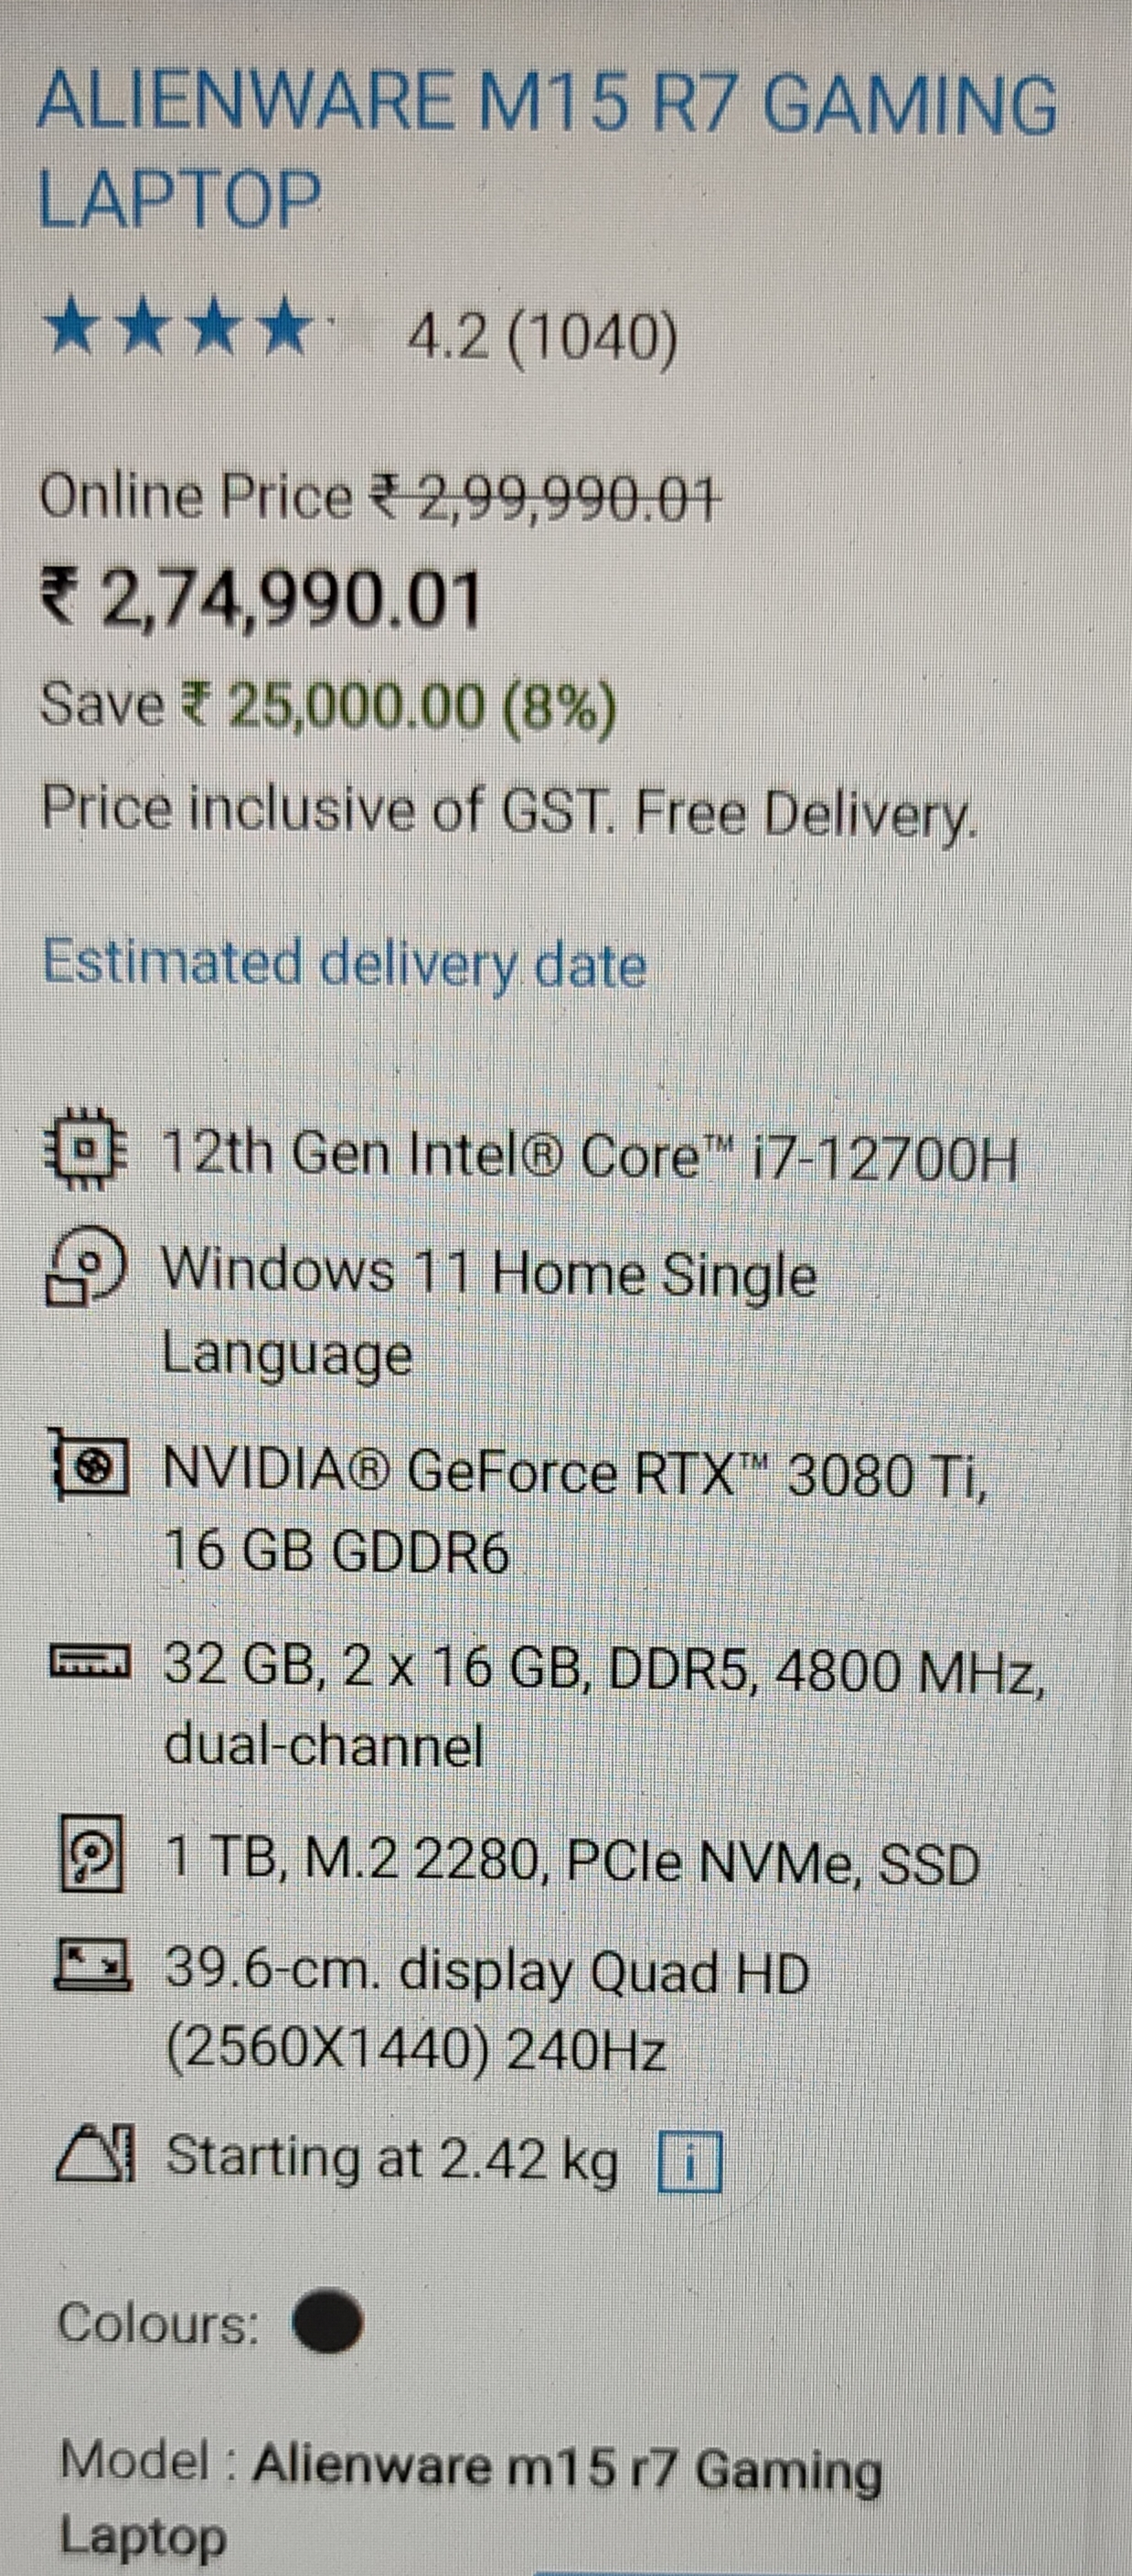 ALIENWARE M15 R7 GAMING
LAPTOP
4.2 (1040)
Online Price ₹ 2,99,990.01
₹ 2,74,990.01
Save ₹ 25,000.00 (8%)
Price inclusive of GST. Free Delivery.
Estimated delivery date
12th Gen Intel® Core™ i7-12700H
Windows 11 Home Single
Language
NVIDIA® GeForce RTX™ 3080 Ti,
16 GB GDDR6
32 GB, 2 x 16 GB, DDR5, 4800 MHz,
dual-channel
1 TB, M.2 2280, PCIe NVMe, SSD
39.6-cm. display Quad HD
(2560X1440) 240Hz
Starting at 2.42 kg i
Colours:
Model : Alienware m15 r7 Gaming
Laptop